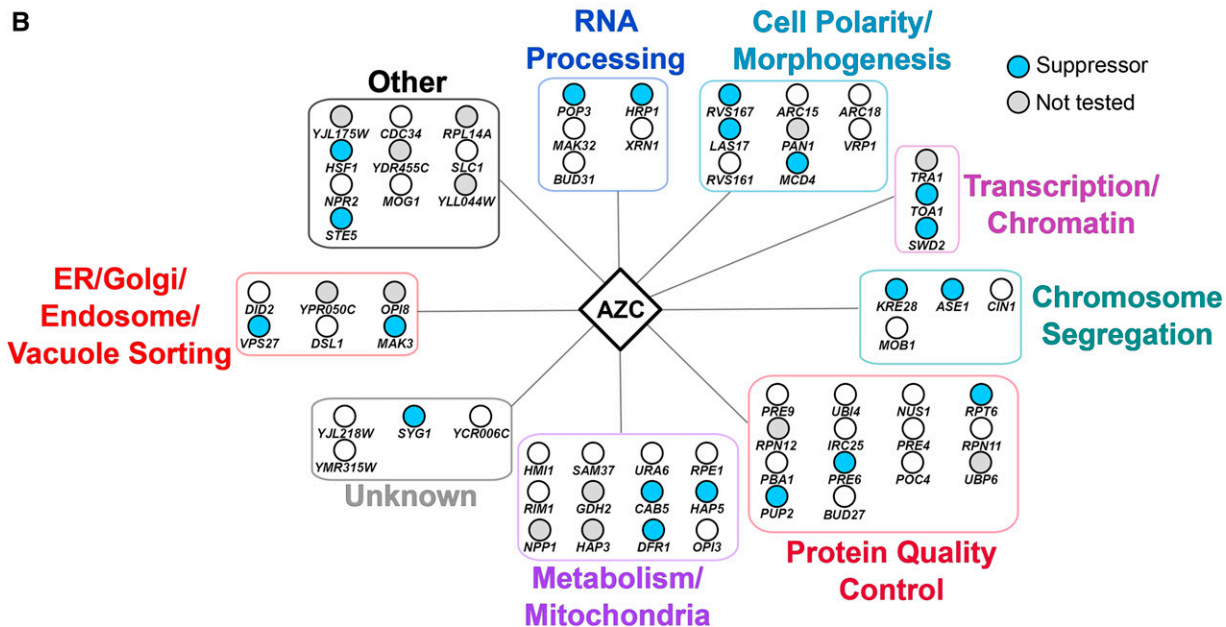 B
RNA
Processing
POP3 HRP1
MAK32 XRN1
BUD31
Cell Polarity/
Morphogenesis
RVS167 ARC15 ARC18
LAS17 PAN1 VRP1
RVS161 MCD4
Suppressor
Not tested
Other
YJL175W CDC34 RPL14A
HSF1 YDR455C SLC1
NPR2 MOG1 YLL044W
STE5
TRA1
TOA1
SWD2
Transcription/
Chromatin
ER/Golgi/
Endosome/
Vacuole Sorting
DID2 YPR050C OPI8
VPS27 DSL1 MAK3
AZC
KRE28 ASE1 CIN1
MOB1
Chromosome
Segregation
YJL218W SYG1 YCR006C
YMR315W
Unknown
HMI1 SAM37 URA6 RPE1
RIM1 GDH2 CAB5 HAP5
NPP1 HAP3 DFR1 OPI3
Metabolism/
Mitochondria
PRE9 UBI4 NUS1 RPT6
RPN12 IRC25 PRE4 RPN11
PBA1 PRE6 POC4 UBP6
PUP2 BUD27
Protein Quality
Control